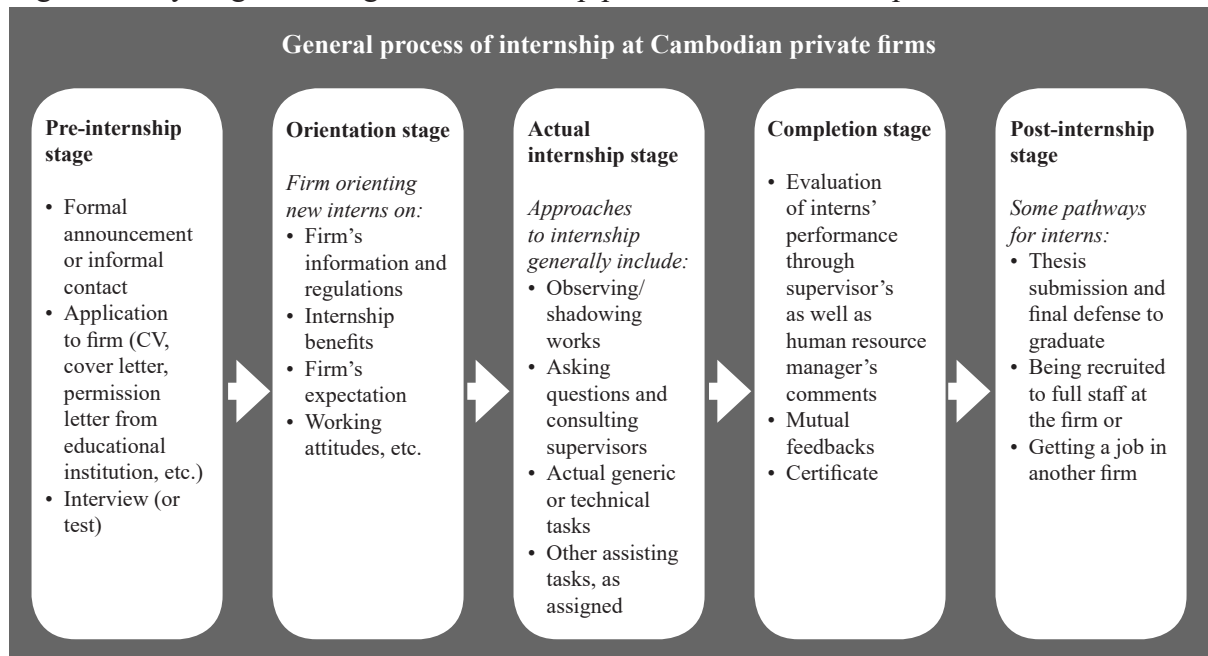 General process of internship at Cambodian private firms
Pre-internship
stage
• Formal
announcement
or informal
contact
• Application
to firm (CV,
cover letter,
permission
letter from
educational
institution, etc.)
• Interview (or
test)
Orientation stage
Firm orienting
new interns on:
• Firm's
information and
regulations
• Internship
benefits
• Firm's
expectation
• Working
attitudes, etc.
Actual
internship stage
Approaches
to internship
generally include:
• Observing/
shadowing
works
• Asking
questions and
consulting
supervisors
• Actual generic
or technical
tasks
• Other assisting
tasks, as
assigned
Completion stage
• Evaluation
of interns'
performance
through
supervisor's
as well as
human resource
manager's
comments
• Mutual
feedbacks
• Certificate
Post-internship
stage
Some pathways
for interns:
• Thesis
submission and
final defense to
graduate
• Being recruited
to full staff at
the firm or
• Getting a job in
another firm